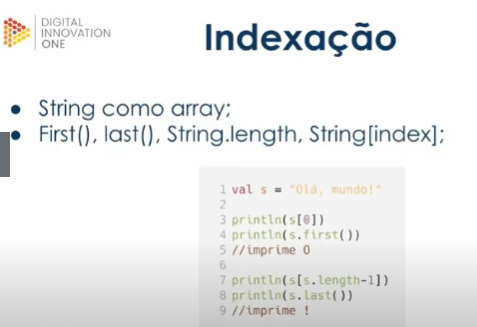 DIGITAL
INNOVATION
ONE
Indexação
• String como array;
• First(), last(), String.length, String[index];
1 val s = "Olá, mundo!"
2
3 println(s[0])
4 println(s.first())
5 //imprime O
6
7 println(s[s.length-1])
8 println(s.last())
9 //imprime !